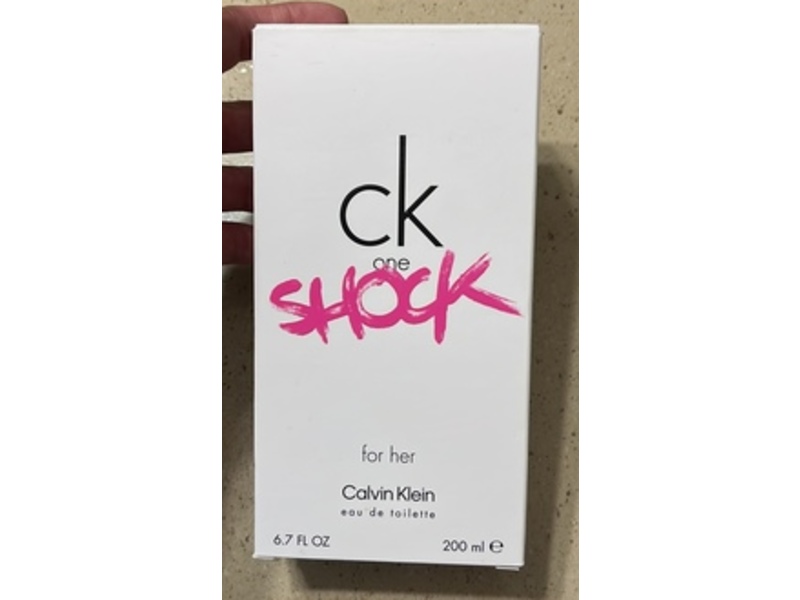 ck
one
SHOCK
for her
Calvin Klein
eau de toilette
6.7 FL OZ
200 ml ℮